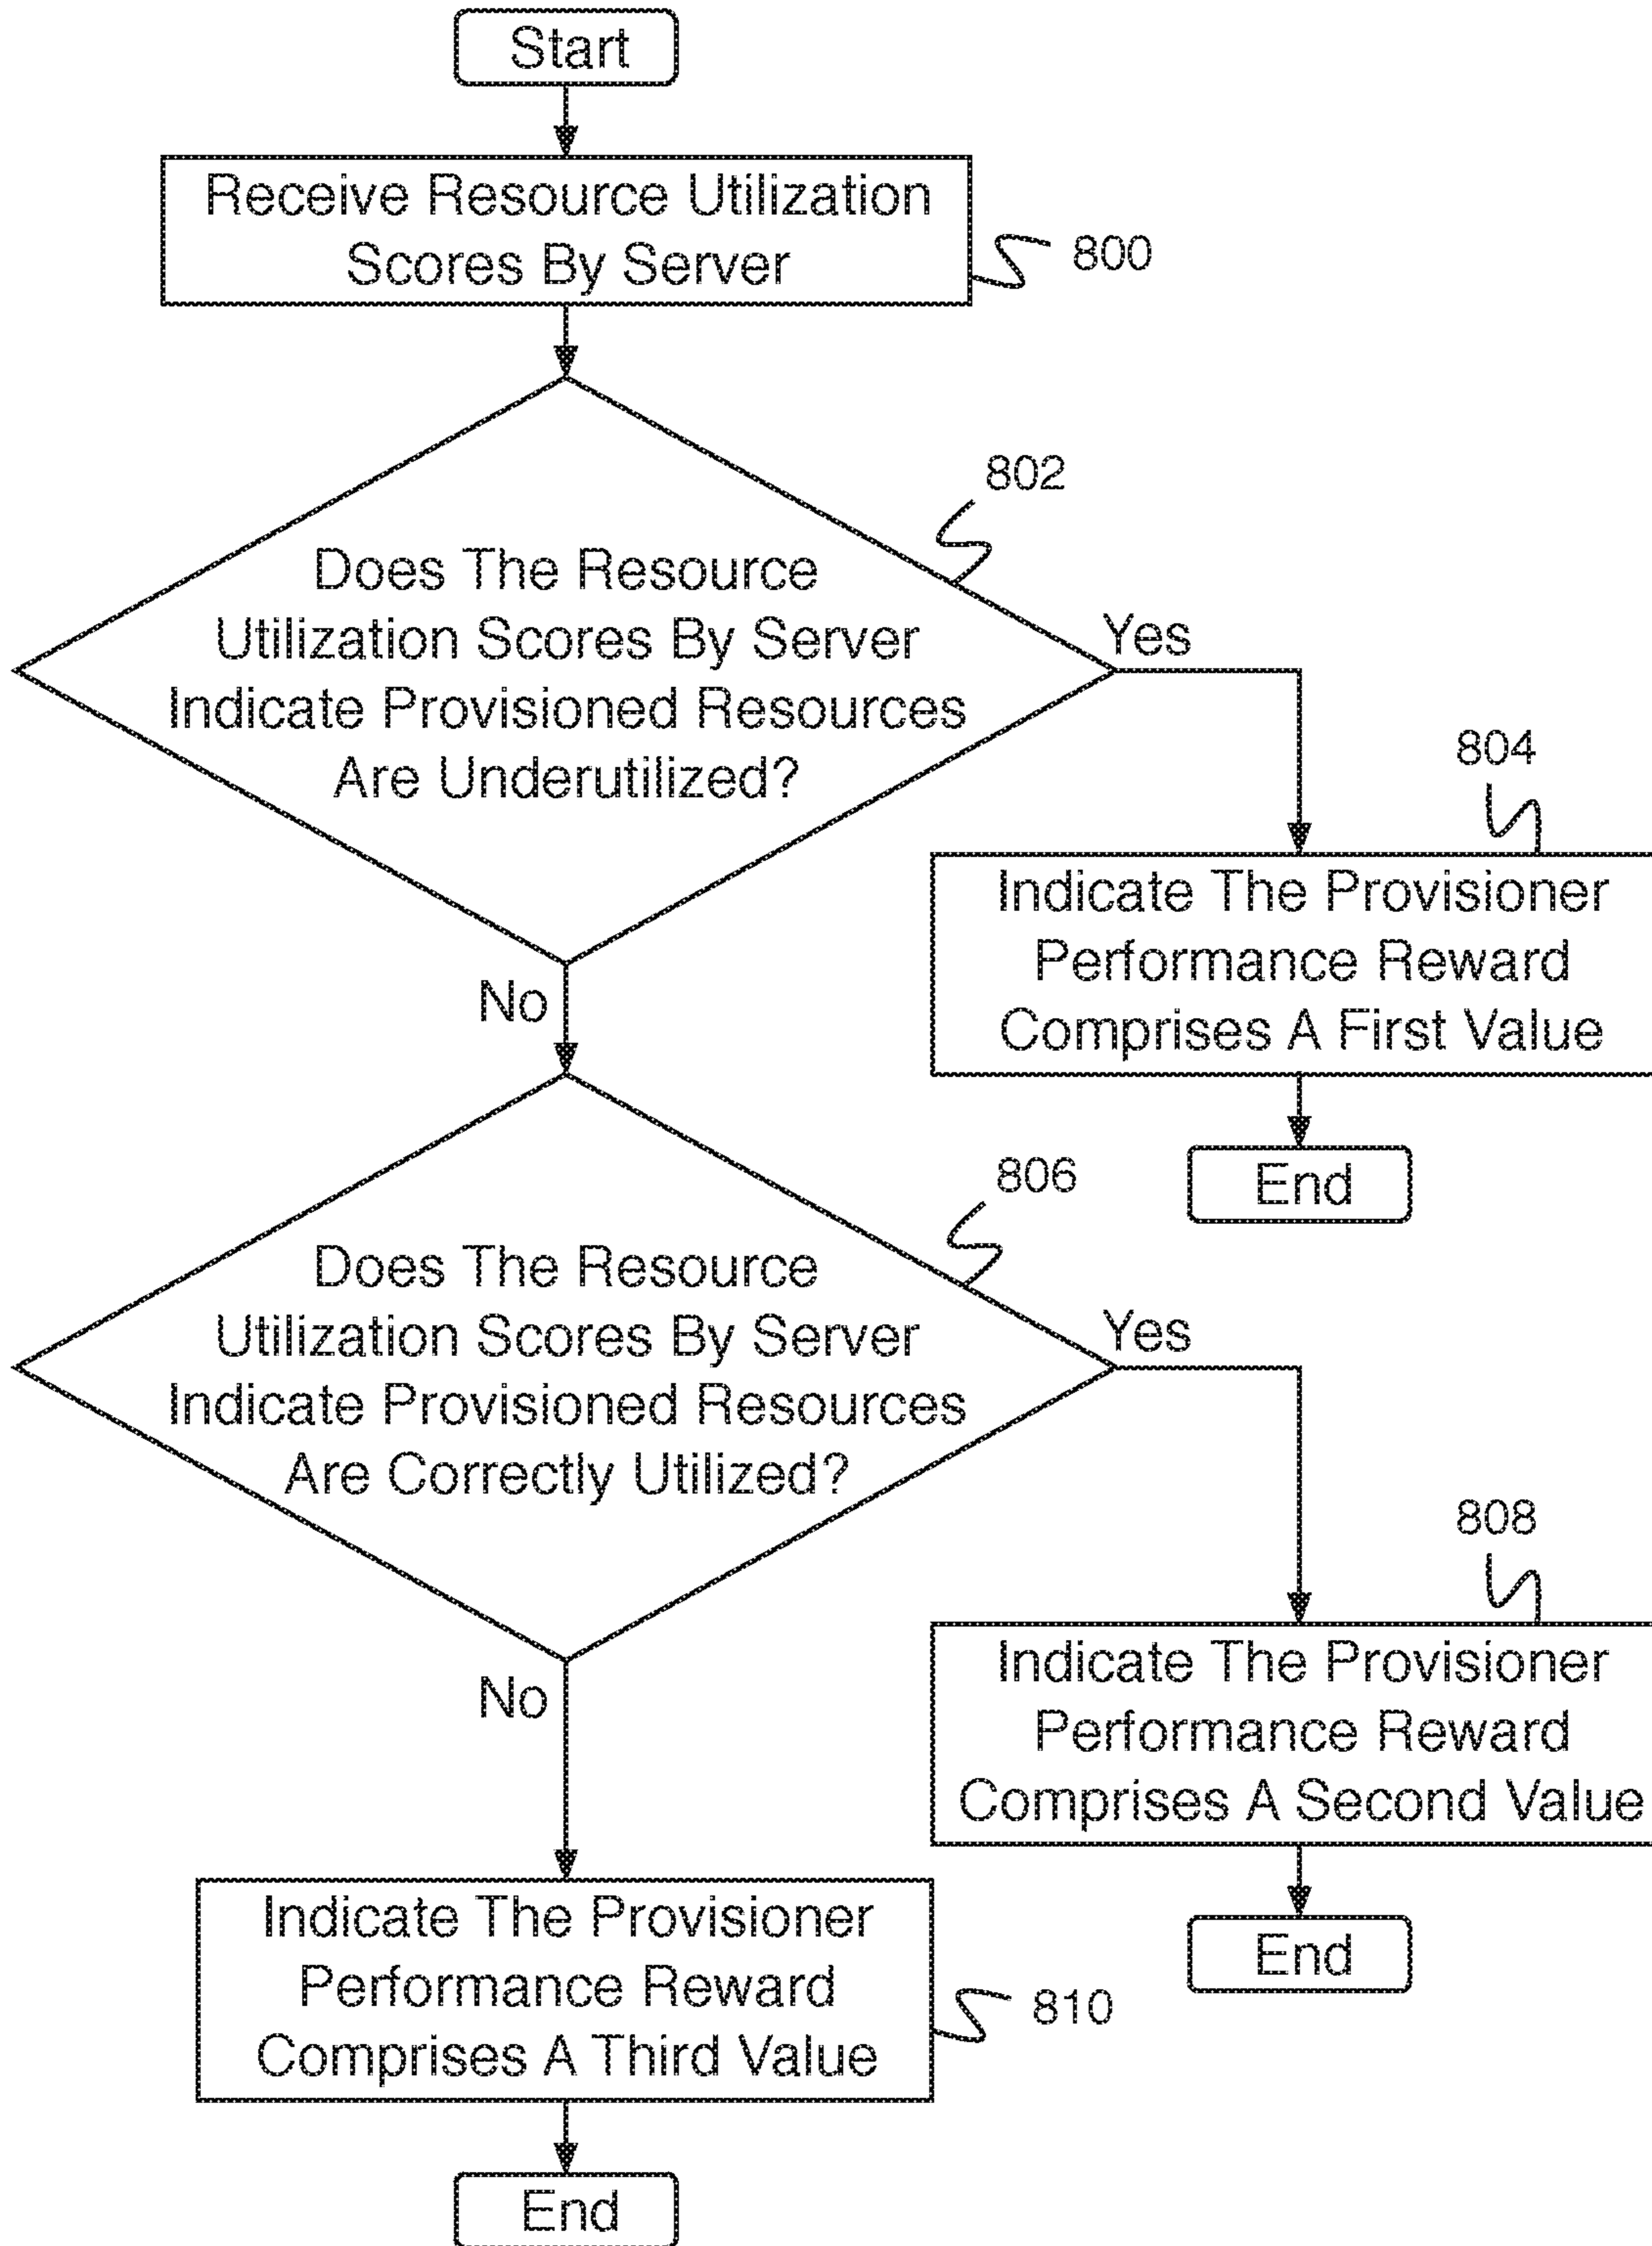 Start
Receive Resource Utilization
Scores By Server
800
802
Does The Resource
Utilization Scores By Server
Indicate Provisioned Resources
Are Underutilized?
Yes
804
Indicate The Provisioner
Performance Reward
Comprises A First Value
End
No
806
Does The Resource
Utilization Scores By Server
Indicate Provisioned Resources
Are Correctly Utilized?
Yes
808
Indicate The Provisioner
Performance Reward
Comprises A Second Value
End
No
Indicate The Provisioner
Performance Reward
Comprises A Third Value
810
End